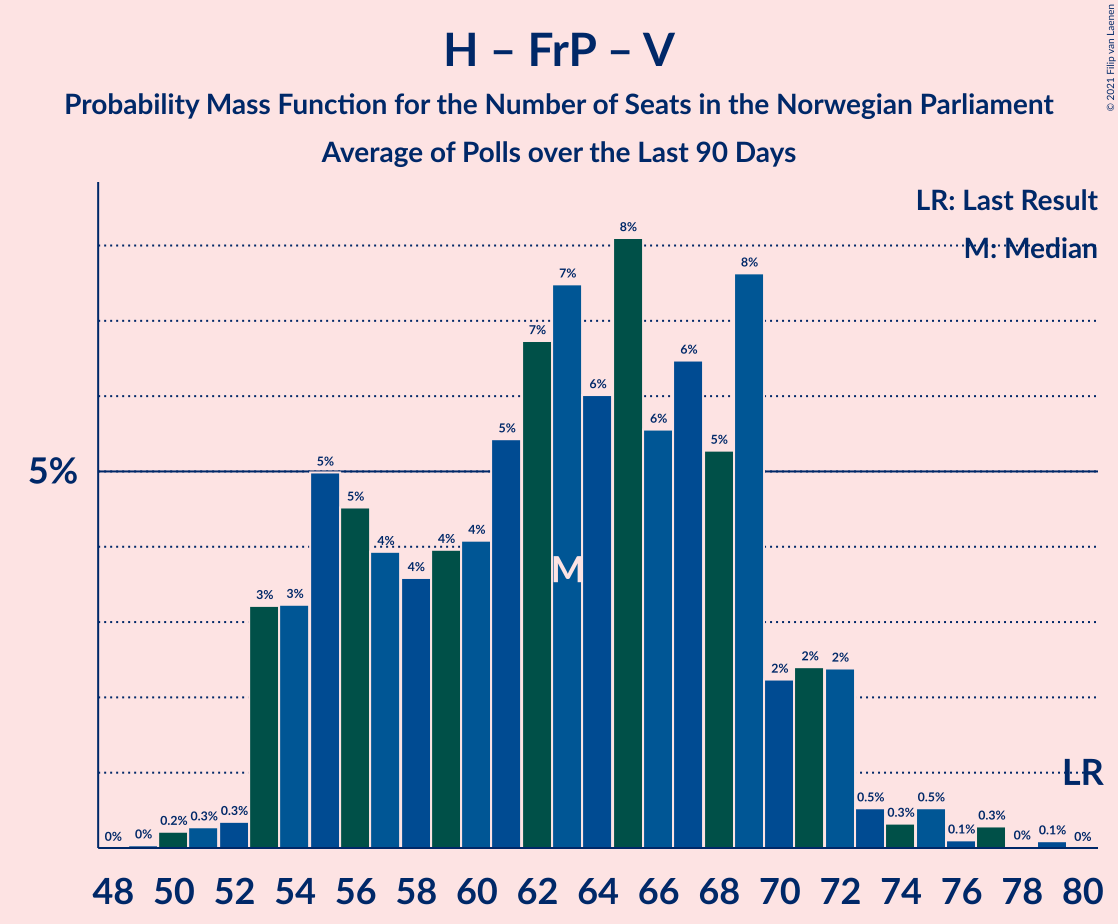 H – FrP – V
Probability Mass Function for the Number of Seats in the Norwegian Parliament
Average of Polls over the Last 90 Days
© 2021 Filip van Laenen
LR: Last Result
M: Median
5%
0% 0% 0.2% 0.3% 0.3% 3% 3% 5% 5% 4% 4% 4% 4% 5% 7% 7% 6% 8% 6% 6% 5% 8% 2% 2% 2% 0.5% 0.3% 0.5% 0.1% 0.3% 0% 0.1% 0%
M
LR
48 50 52 54 56 58 60 62 64 66 68 70 72 74 76 78 80